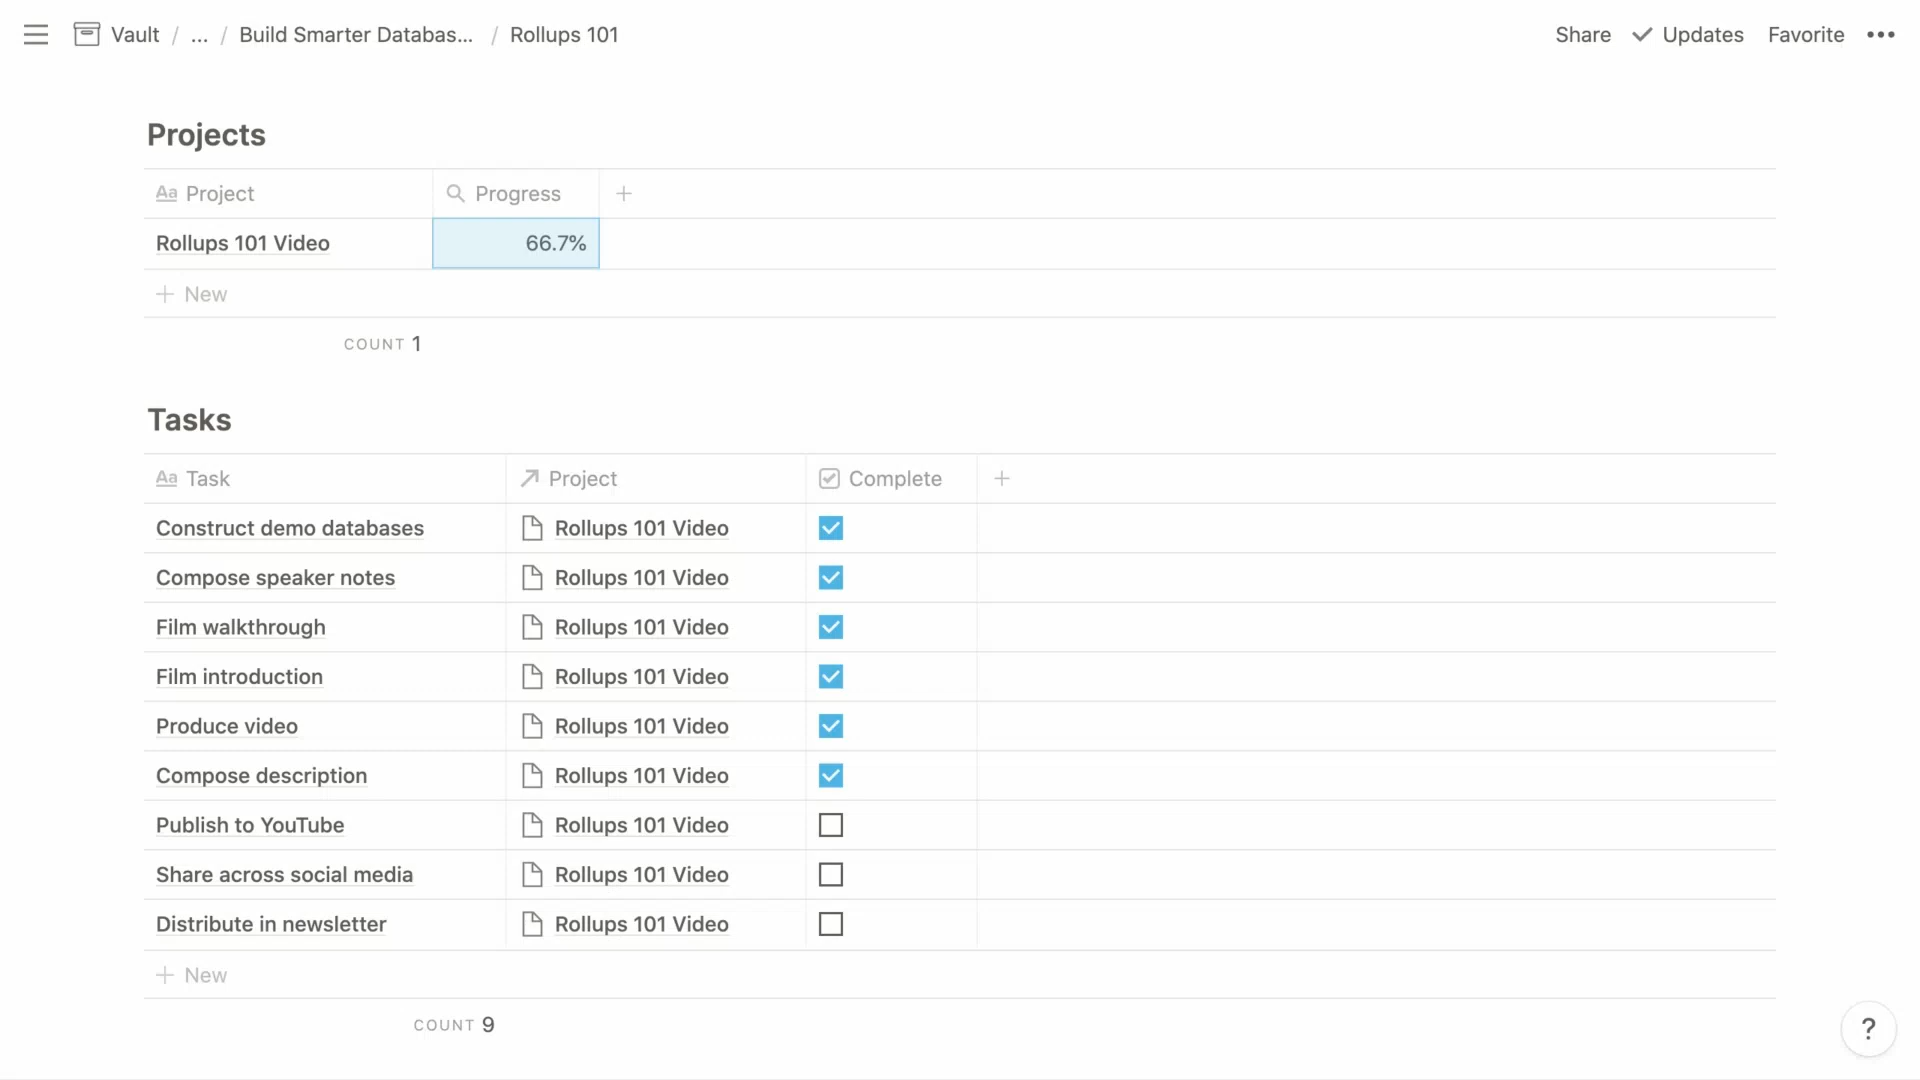 Vault / ... / Build Smarter Databas... / Rollups 101
Share Updates Favorite
Projects
Aa Project Progress
Rollups 101 Video 66.7%
New
COUNT 1
Tasks
Aa Task Project Complete
Construct demo databases Rollups 101 Video
Compose speaker notes Rollups 101 Video
Film walkthrough Rollups 101 Video
Film introduction Rollups 101 Video
Produce video Rollups 101 Video
Compose description Rollups 101 Video
Publish to YouTube Rollups 101 Video
Share across social media Rollups 101 Video
Distribute in newsletter Rollups 101 Video
New
COUNT 9
?